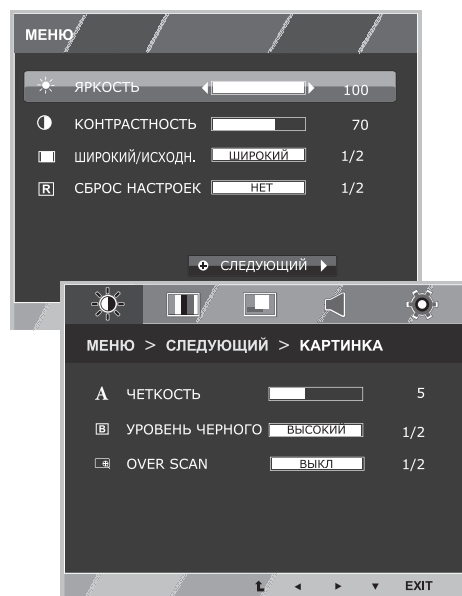 МЕНЮ
ЯРКОСТЬ 100
КОНТРАСТНОСТЬ 70
ШИРОКИЙ/ИСХОДН. ШИРОКИЙ 1/2
R СБРОС НАСТРОЕК НЕТ 1/2
СЛЕДУЮЩИЙ
МЕНЮ > СЛЕДУЮЩИЙ > КАРТИНКА
A ЧЕТКОСТЬ 5
B УРОВЕНЬ ЧЕРНОГО ВЫСОКИЙ 1/2
OVER SCAN ВЫКЛ 1/2
EXIT